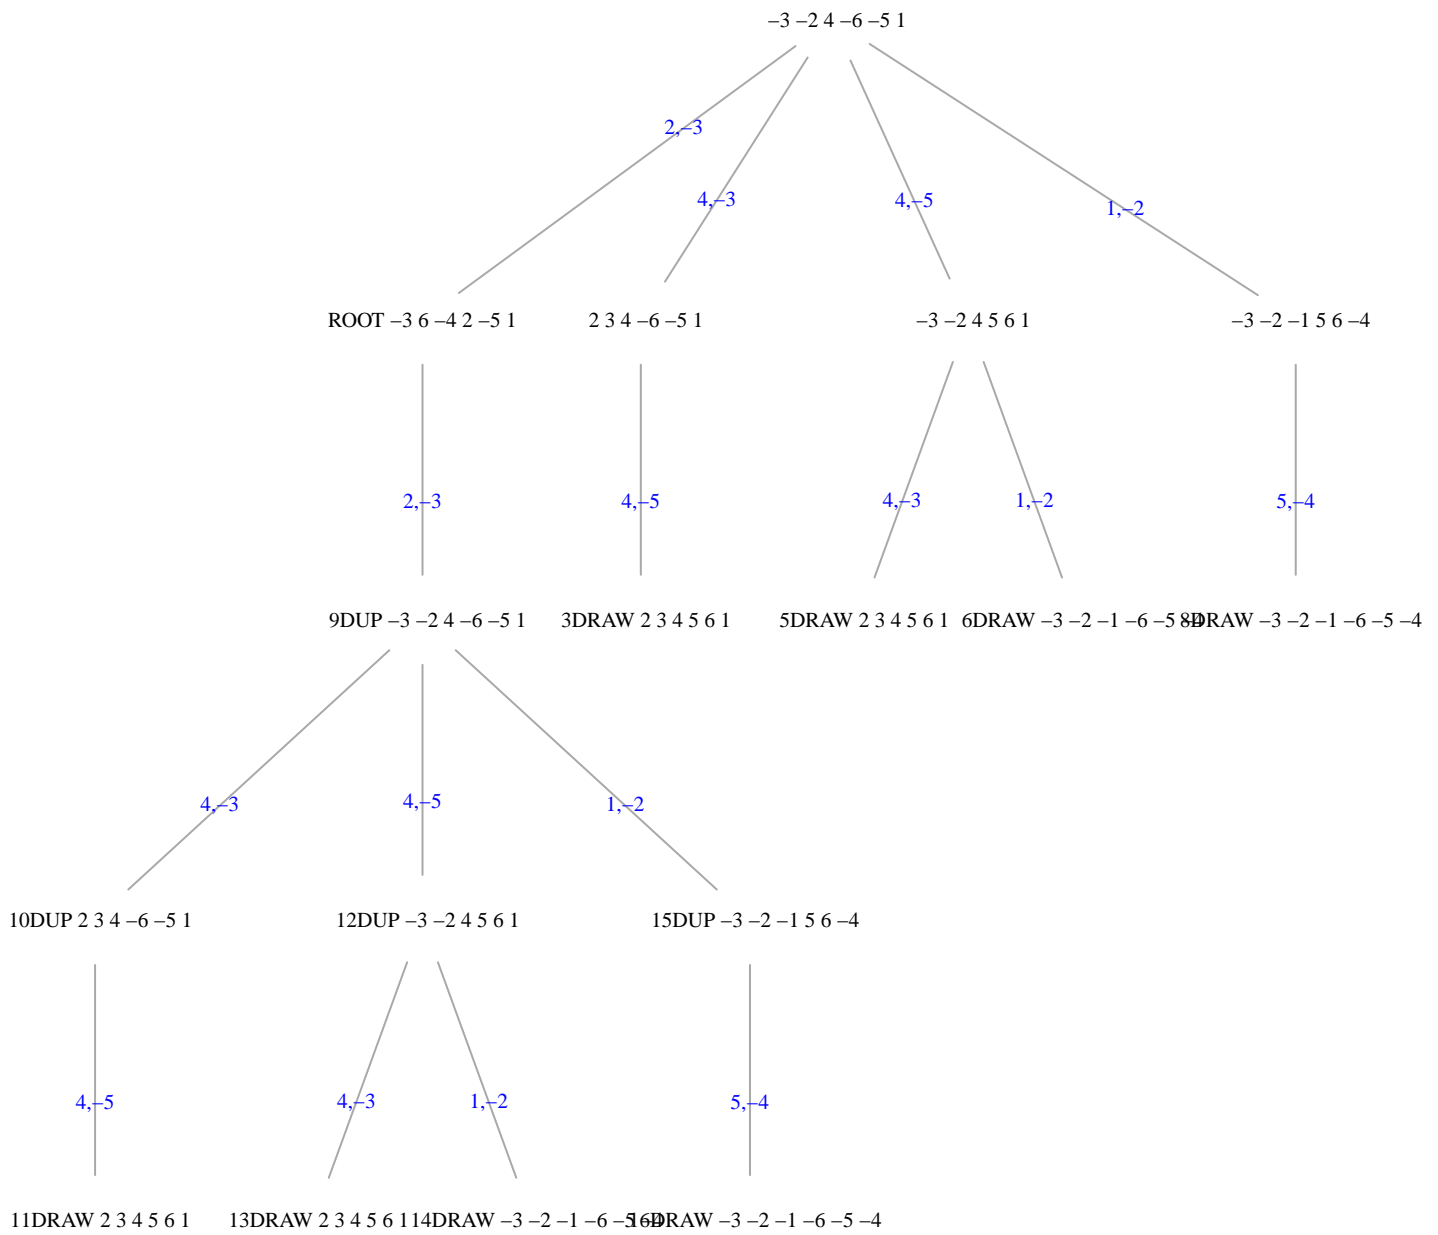 −3 −2 4 −6 −5 1
2,−3
4,−3
4,−5
1,−2
ROOT −3 6 −4 2 −5 1
2 3 4 −6 −5 1
−3 −2 4 5 6 1
−3 −2 −1 5 6 −4
2,−3
4,−5
4,−3
1,−2
5,−4
9DUP −3 −2 4 −6 −5 1
3DRAW 2 3 4 5 6 1
5DRAW 2 3 4 5 6 1
6DRAW −3 −2 −1 −6 −5 −4
8DRAW −3 −2 −1 −6 −5 −4
4,−3
4,−5
1,−2
10DUP 2 3 4 −6 −5 1
12DUP −3 −2 4 5 6 1
15DUP −3 −2 −1 5 6 −4
4,−5
4,−3
1,−2
5,−4
11DRAW 2 3 4 5 6 1
13DRAW 2 3 4 5 6 1
14DRAW −3 −2 −1 −6 −5 −4
16DRAW −3 −2 −1 −6 −5 −4